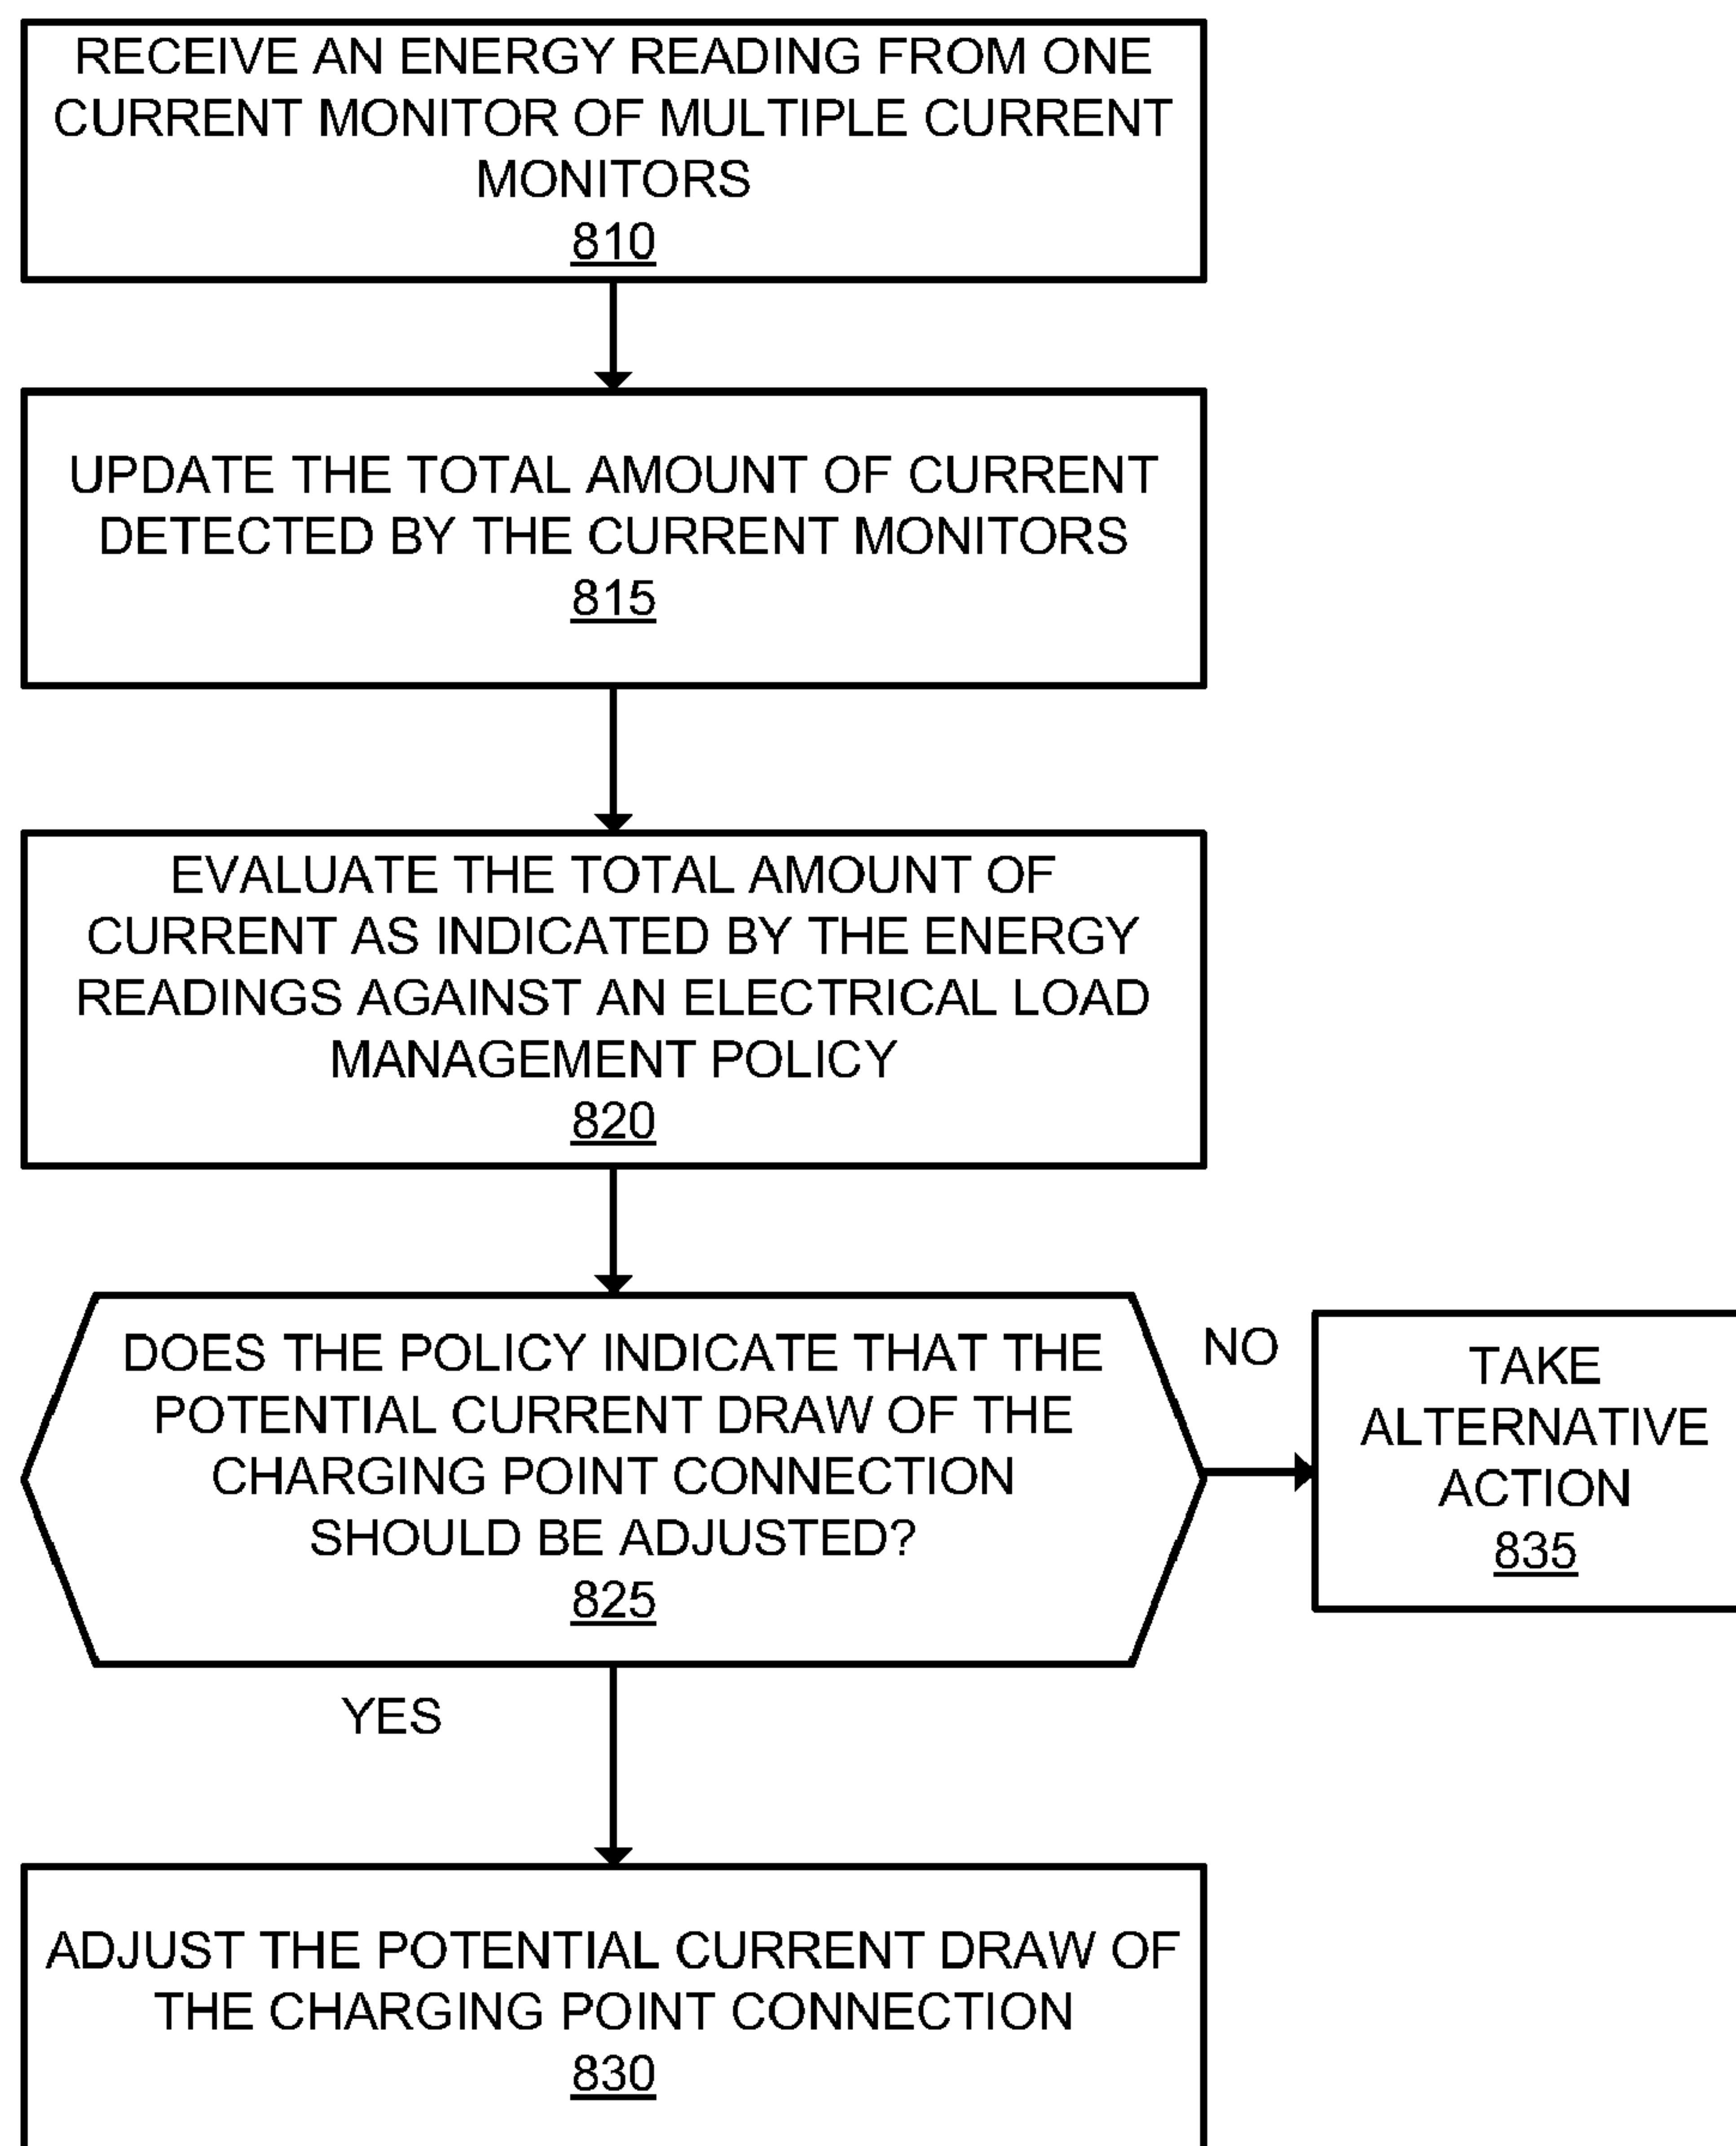 RECEIVE AN ENERGY READING FROM ONE
CURRENT MONITOR OF MULTIPLE CURRENT
MONITORS
810
UPDATE THE TOTAL AMOUNT OF CURRENT
DETECTED BY THE CURRENT MONITORS
815
EVALUATE THE TOTAL AMOUNT OF
CURRENT AS INDICATED BY THE ENERGY
READINGS AGAINST AN ELECTRICAL LOAD
MANAGEMENT POLICY
820
DOES THE POLICY INDICATE THAT THE
POTENTIAL CURRENT DRAW OF THE
CHARGING POINT CONNECTION
SHOULD BE ADJUSTED?
825
NO
TAKE
ALTERNATIVE
ACTION
835
YES
ADJUST THE POTENTIAL CURRENT DRAW OF
THE CHARGING POINT CONNECTION
830